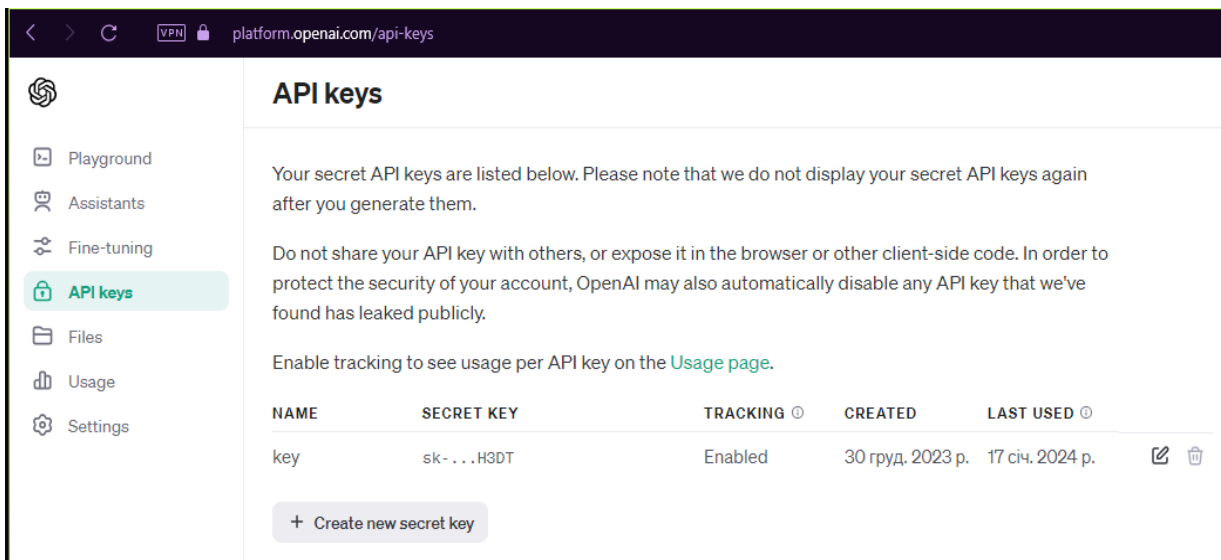 VPN platform.openai.com/api-keys
API keys
Playground
Assistants
Fine-tuning
API keys
Files
Usage
Settings
Your secret API keys are listed below. Please note that we do not display your secret API keys again
after you generate them.
Do not share your API key with others, or expose it in the browser or other client-side code. In order to
protect the security of your account, OpenAI may also automatically disable any API key that we've
found has leaked publicly.
Enable tracking to see usage per API key on the Usage page.
NAME SECRET KEY TRACKING CREATED LAST USED
key sk-...H3DT Enabled 30 груд. 2023 р. 17 січ. 2024 р.
+ Create new secret key